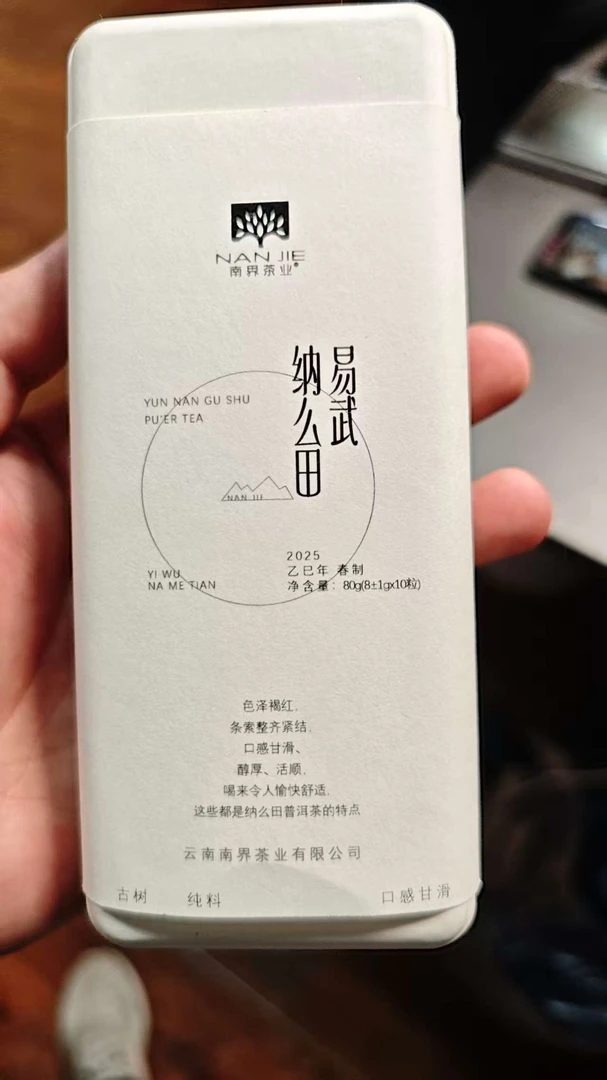 NAN JIE
南界茶业®
易武
纳么田
YUN NAN GU SHU
PU'ER TEA
NAN JIE
2025
乙巳年 春制
净含量：80g(8±1gx10粒)
YI WU
NA ME TIAN
色泽褐红，
条索整齐紧结，
口感甘滑、
醇厚、活顺，
喝来令人愉快舒适，
这些都是纳么田普洱茶的特点
云南南界茶业有限公司
古树 纯料 口感甘滑